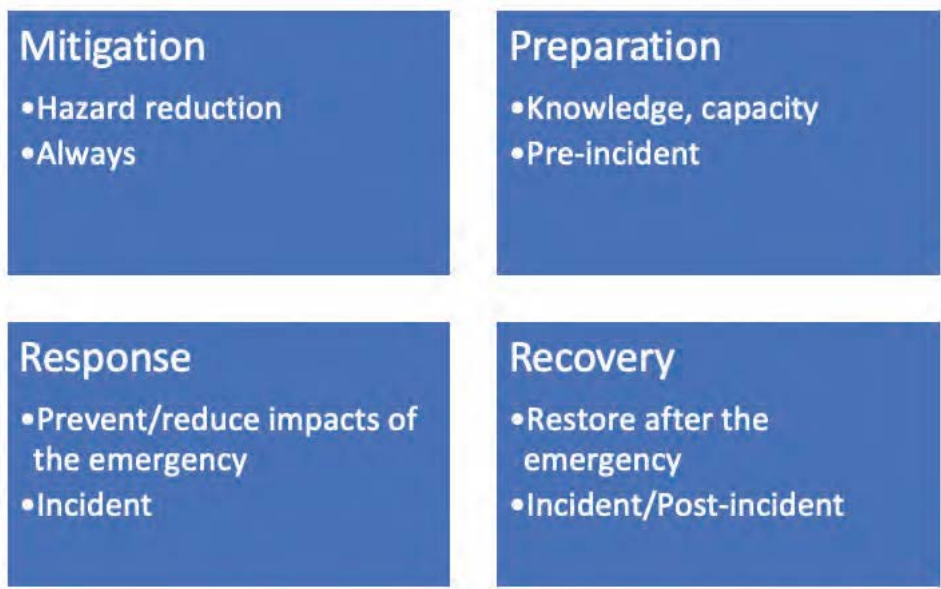 Mitigation
•Hazard reduction
•Always
Preparation
•Knowledge, capacity
•Pre-incident
Response
•Prevent/reduce impacts of
the emergency
•Incident
Recovery
•Restore after the
emergency
•Incident/Post-incident